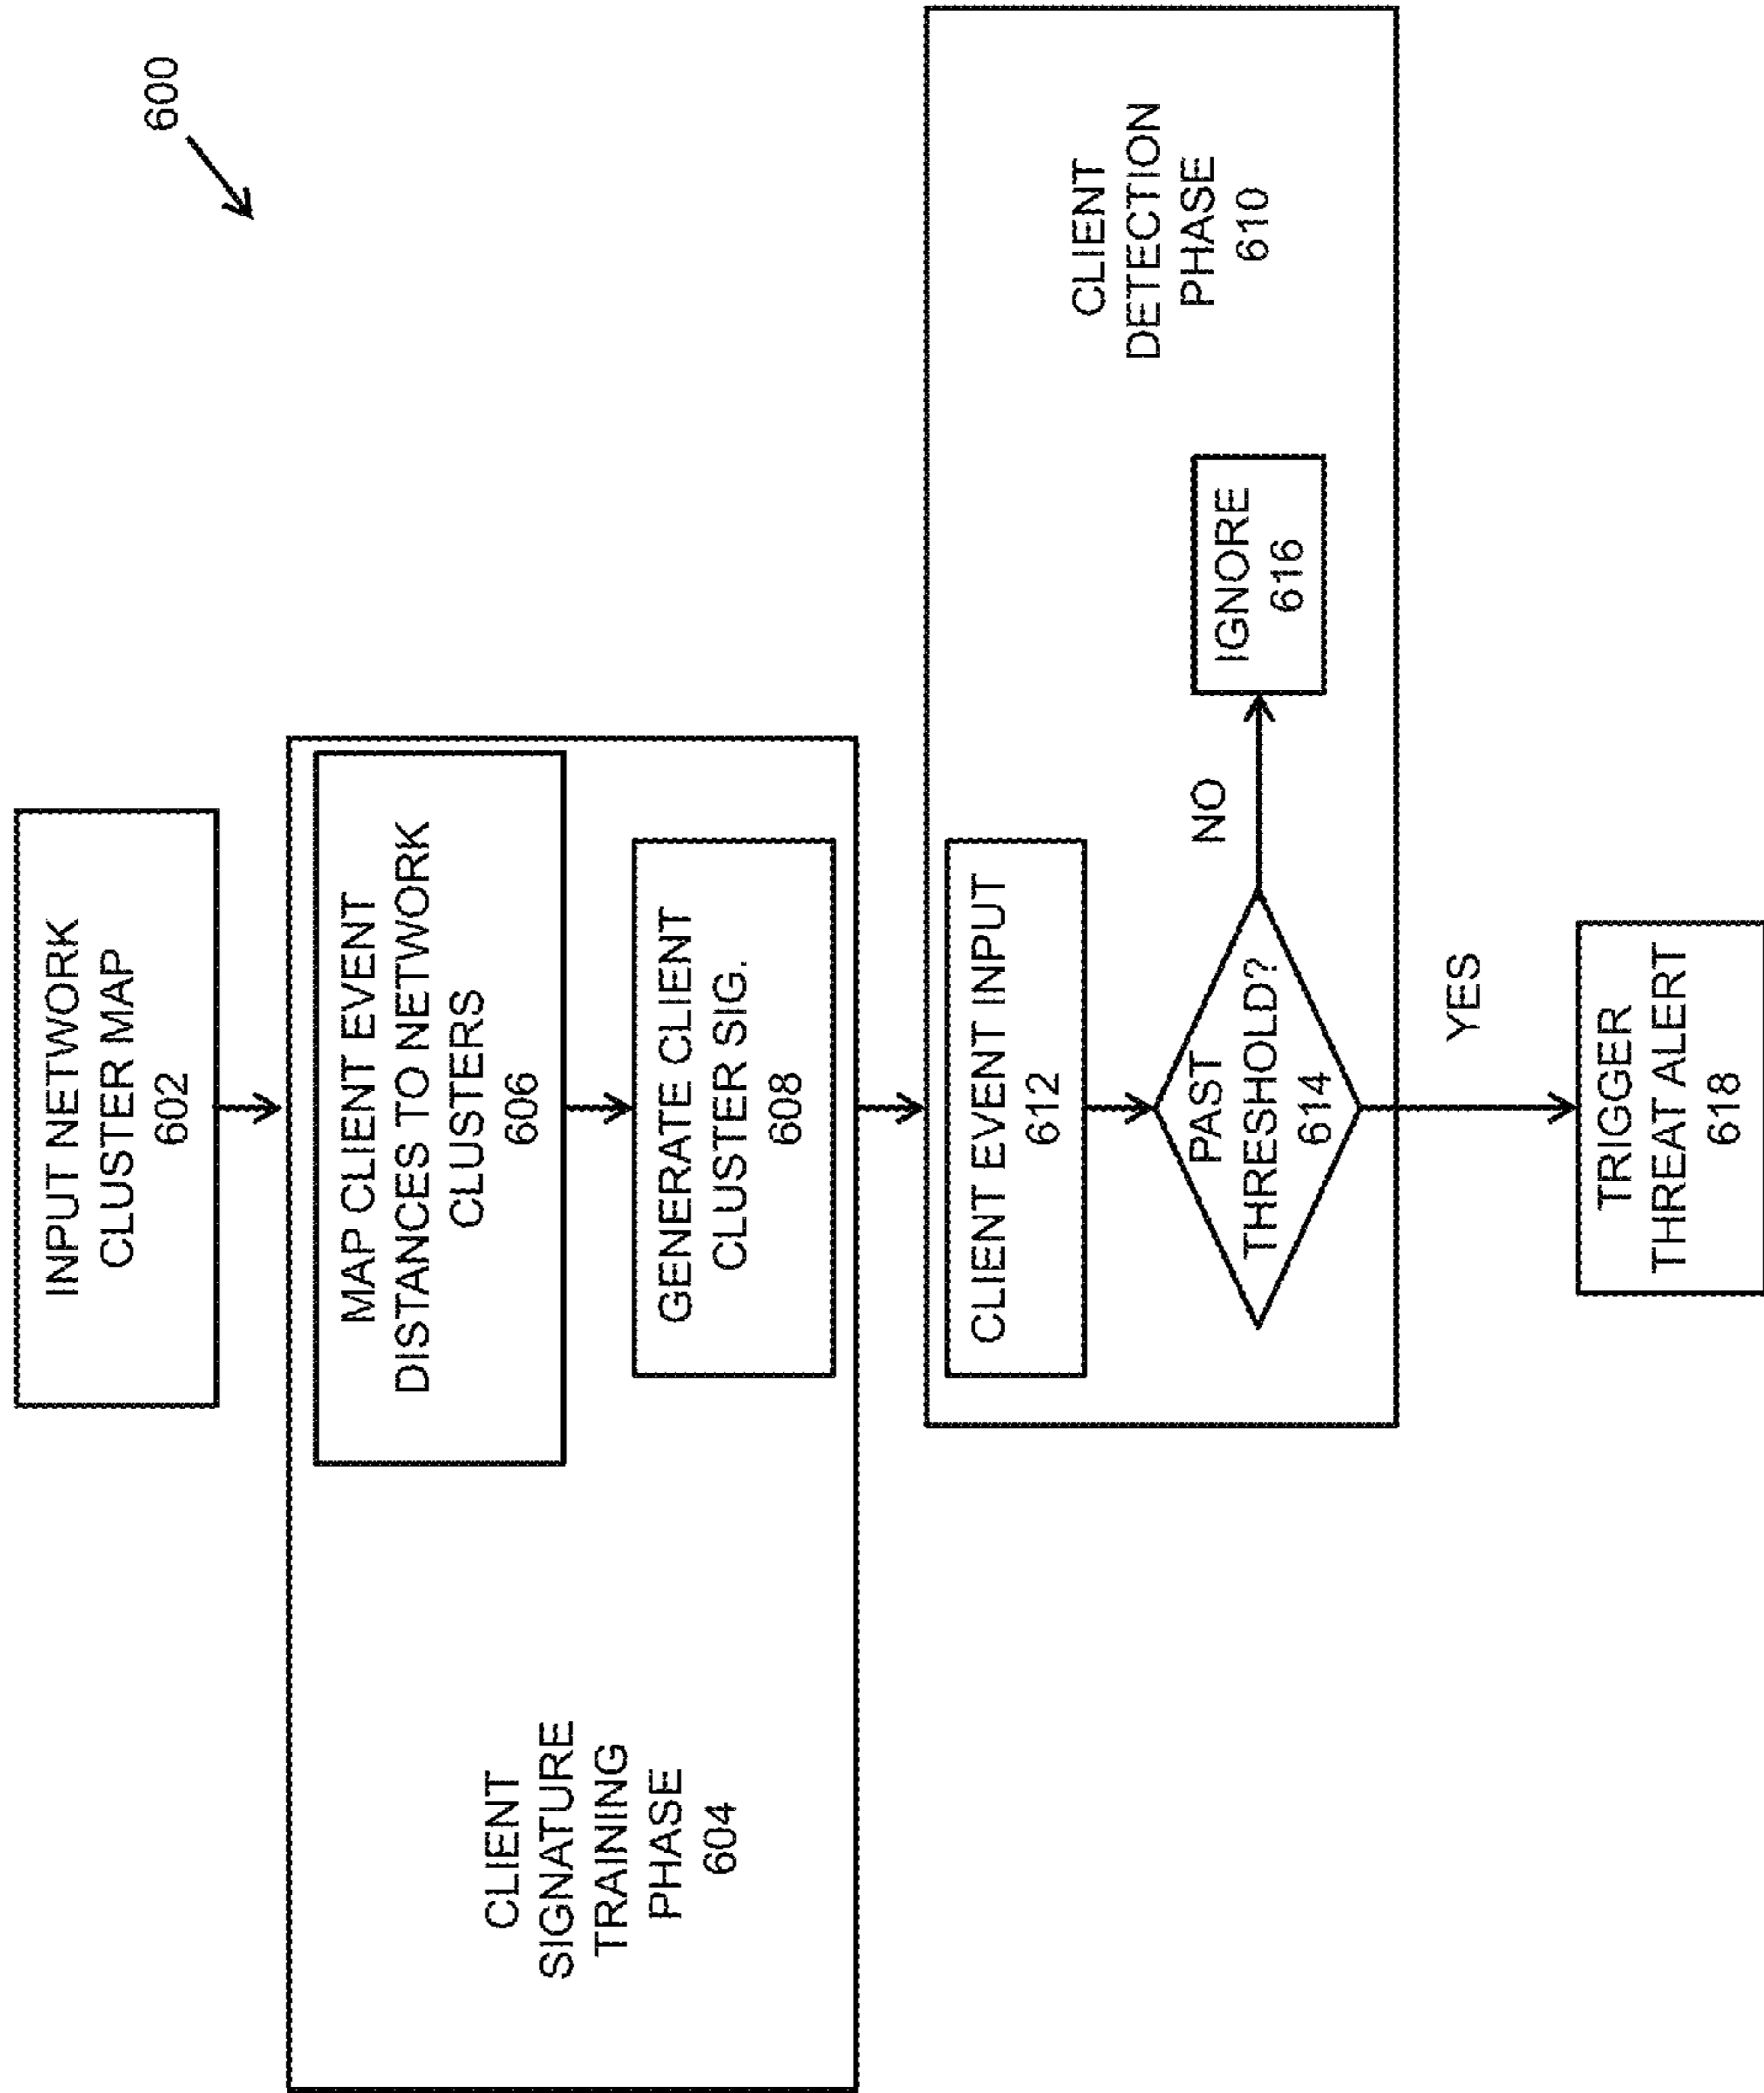 600
INPUT NETWORK
CLUSTER MAP
602
CLIENT
SIGNATURE
TRAINING
PHASE
604
MAP CLIENT EVENT
DISTANCES TO NETWORK
CLUSTERS
606
GENERATE CLIENT
CLUSTER SIG.
608
CLIENT
DETECTION
PHASE
610
CLIENT EVENT INPUT
612
PAST
THRESHOLD?
614
NO
IGNORE
616
YES
TRIGGER
THREAT ALERT
618